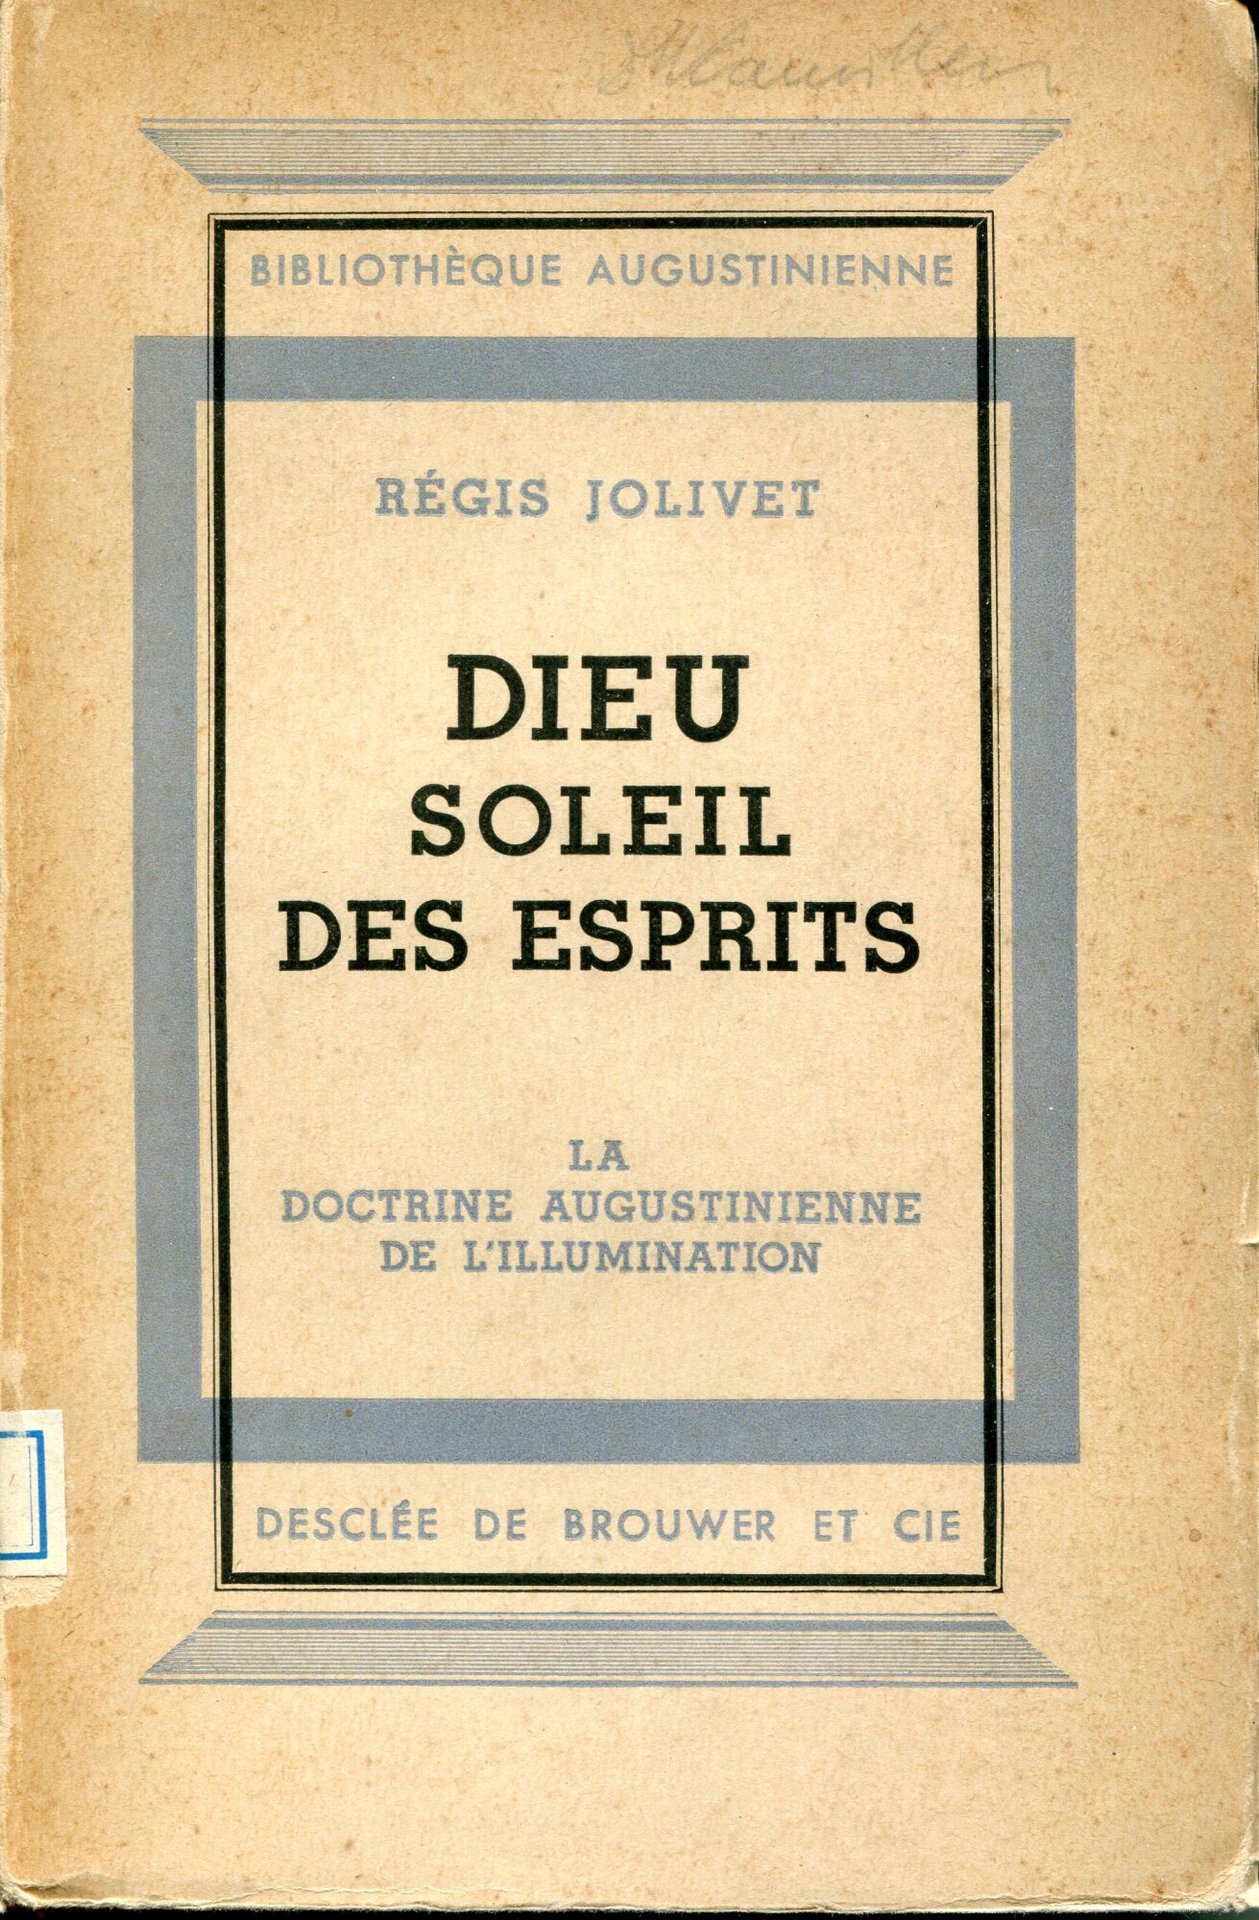 BIBLIOTHÈQUE AUGUSTINIENNE
RÉGIS JOLIVET
DIEU
SOLEIL
DES ESPRITS
LA
DOCTRINE AUGUSTINIENNE
DE L'ILLUMINATION
DESCLÉE DE BROUWER ET CIE